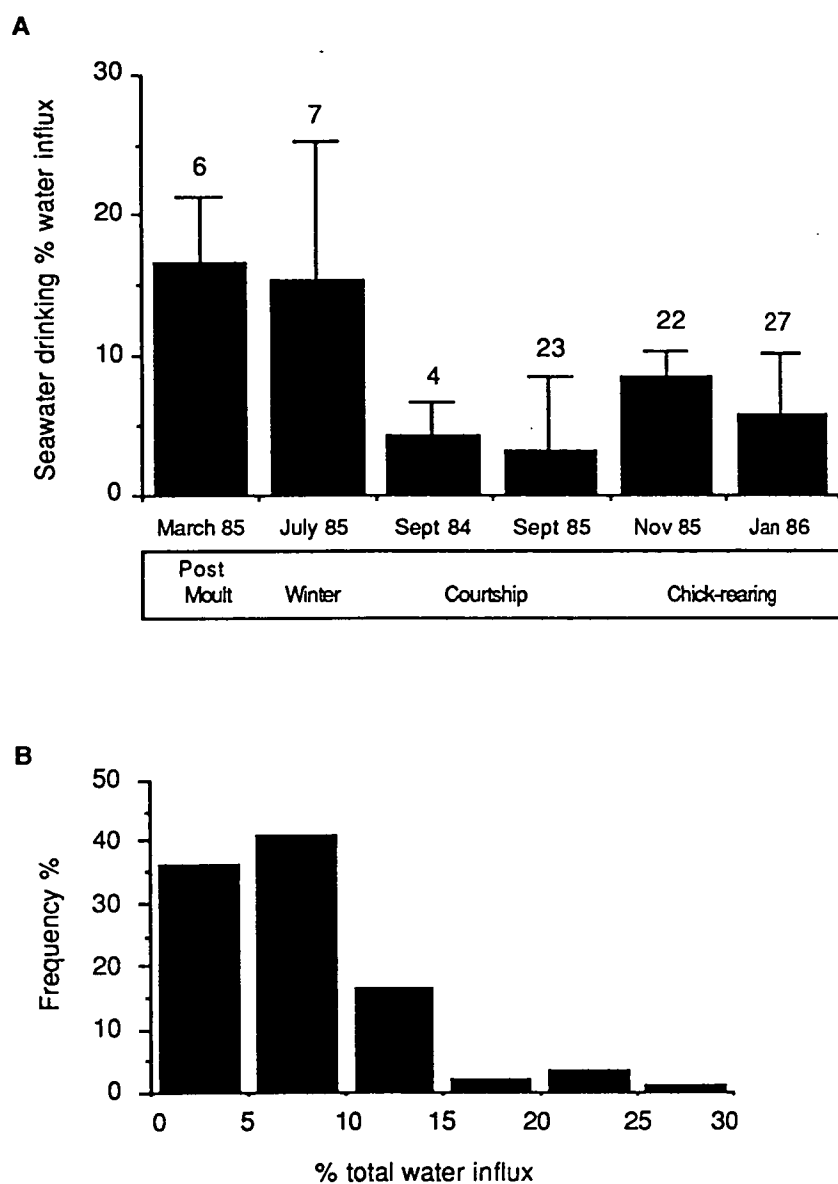 A
30
20
10
0
Seawater drinking % water influx
6
7
4
23
22
27
March 85 July 85 Sept 84 Sept 85 Nov 85 Jan 86
Post
Moult Winter Courtship Chick-rearing
B
50
40
30
20
10
0
Frequency %
0 5 10 15 20 25 30
% total water influx